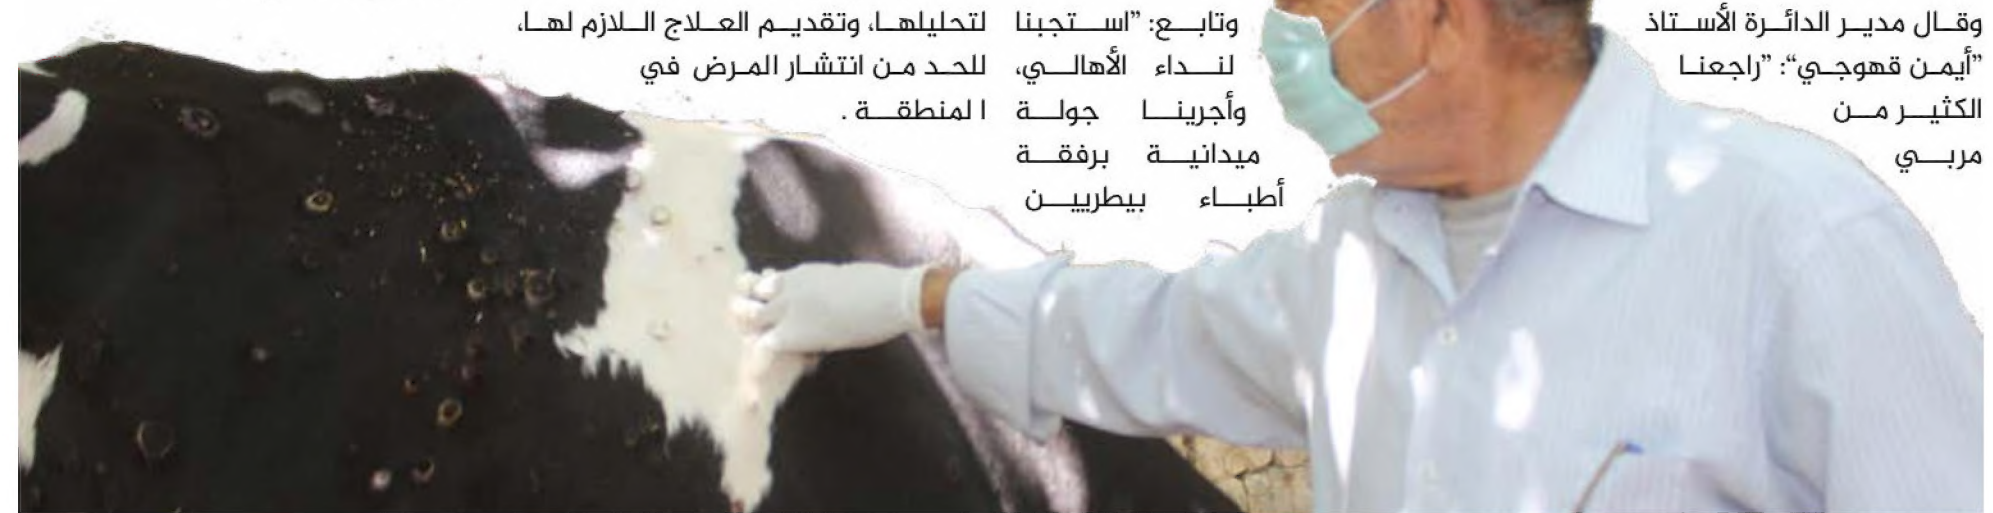 وقال مدير الدائرة الأستاذ
"أيمن قهوجي": "راجعنا
الكثير من
مربي
وتابع: "استجبنا
لنداء الأهالي،
وأجرينا جولة
ميدانية برفقة
أطباء بيطريين
لتحليلها، وتقديم العلاج اللازم لها،
للحد من انتشار المرض في
المنطقة .